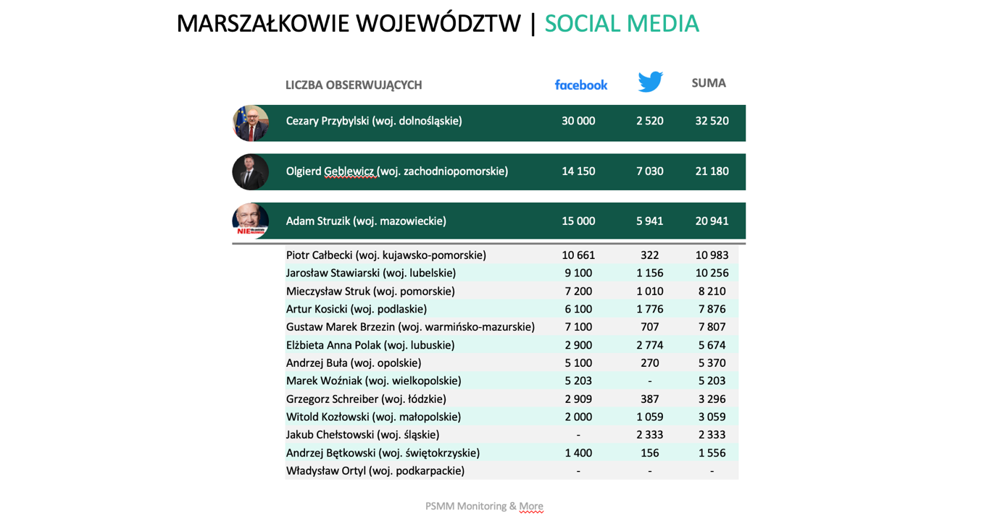 MARSZAŁKOWIE WOJEWÓDZTW | SOCIAL MEDIA
LICZBA OBSERWUJĄCYCH facebook SUMA
Cezary Przybylski (woj. dolnośląskie) 30 000 2 520 32 520
Olgierd Geblewicz (woj. zachodniopomorskie) 14 150 7 030 21 180
Adam Struzik (woj. mazowieckie) 15 000 5 941 20 941
NIE
Piotr Całbecki (woj. kujawsko-pomorskie) 10 661 322 10 983
Jarosław Stawiarski (woj. lubelskie) 9 100 1 156 10 256
Mieczysław Struk (woj. pomorskie) 7 200 1 010 8 210
Artur Kosicki (woj. podlaskie) 6 100 1 776 7 876
Gustaw Marek Brzezin (woj. warmińsko-mazurskie) 7 100 707 7 807
Elżbieta Anna Polak (woj. lubuskie) 2 900 2 774 5 674
Andrzej Buła (woj. opolskie) 5 100 270 5 370
Marek Woźniak (woj. wielkopolskie) 5 203 - 5 203
Grzegorz Schreiber (woj. łódzkie) 2 909 387 3 296
Witold Kozłowski (woj. małopolskie) 2 000 1 059 3 059
Jakub Chełstowski (woj. śląskie) - 2 333 2 333
Andrzej Bętkowski (woj. świętokrzyskie) 1 400 156 1 556
Władysław Ortyl (woj. podkarpackie) - - -
PSMM Monitoring & More